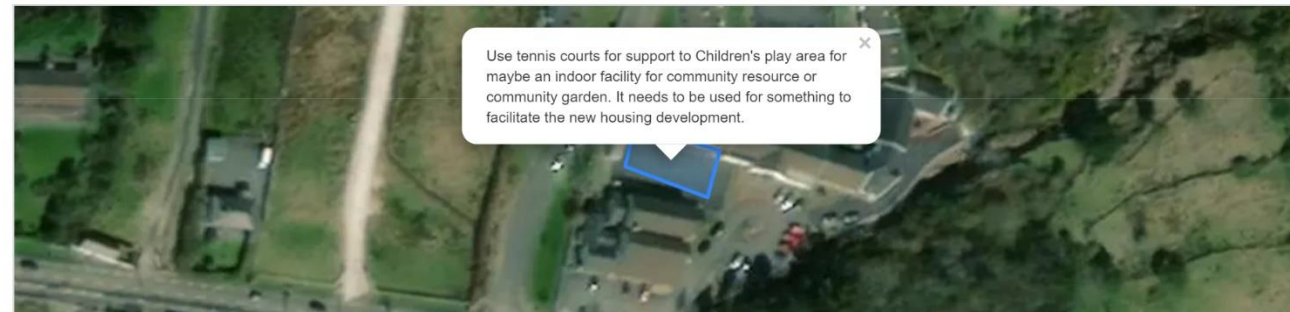 Use tennis courts for support to Children's play area for
maybe an indoor facility for community resource or
community garden. It needs to be used for something to
facilitate the new housing development.